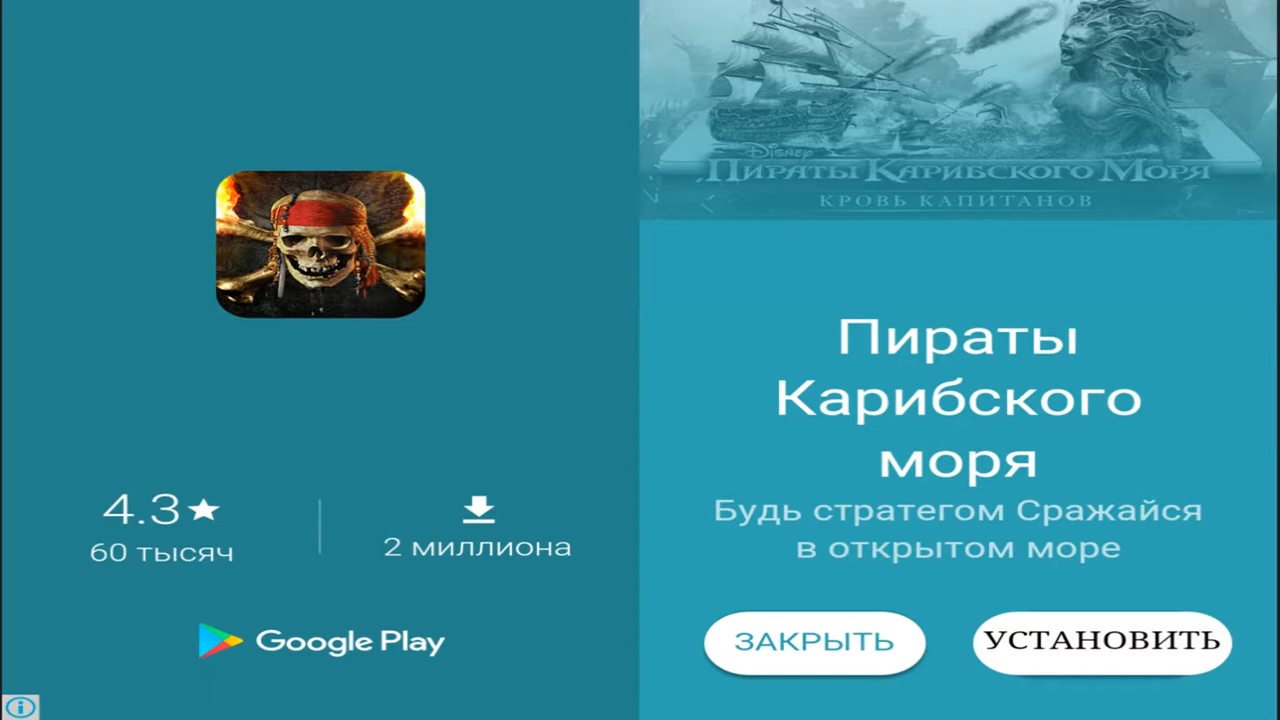 4.3
60 тысяч
2 миллиона
Google Play
Disney
Пираты Карибского Моря
КРОВЬ КАПИТАНОВ
Пираты
Карибского
моря
Будь стратегом Сражайся
в открытом море
ЗАКРЫТЬ
УСТАНОВИТЬ